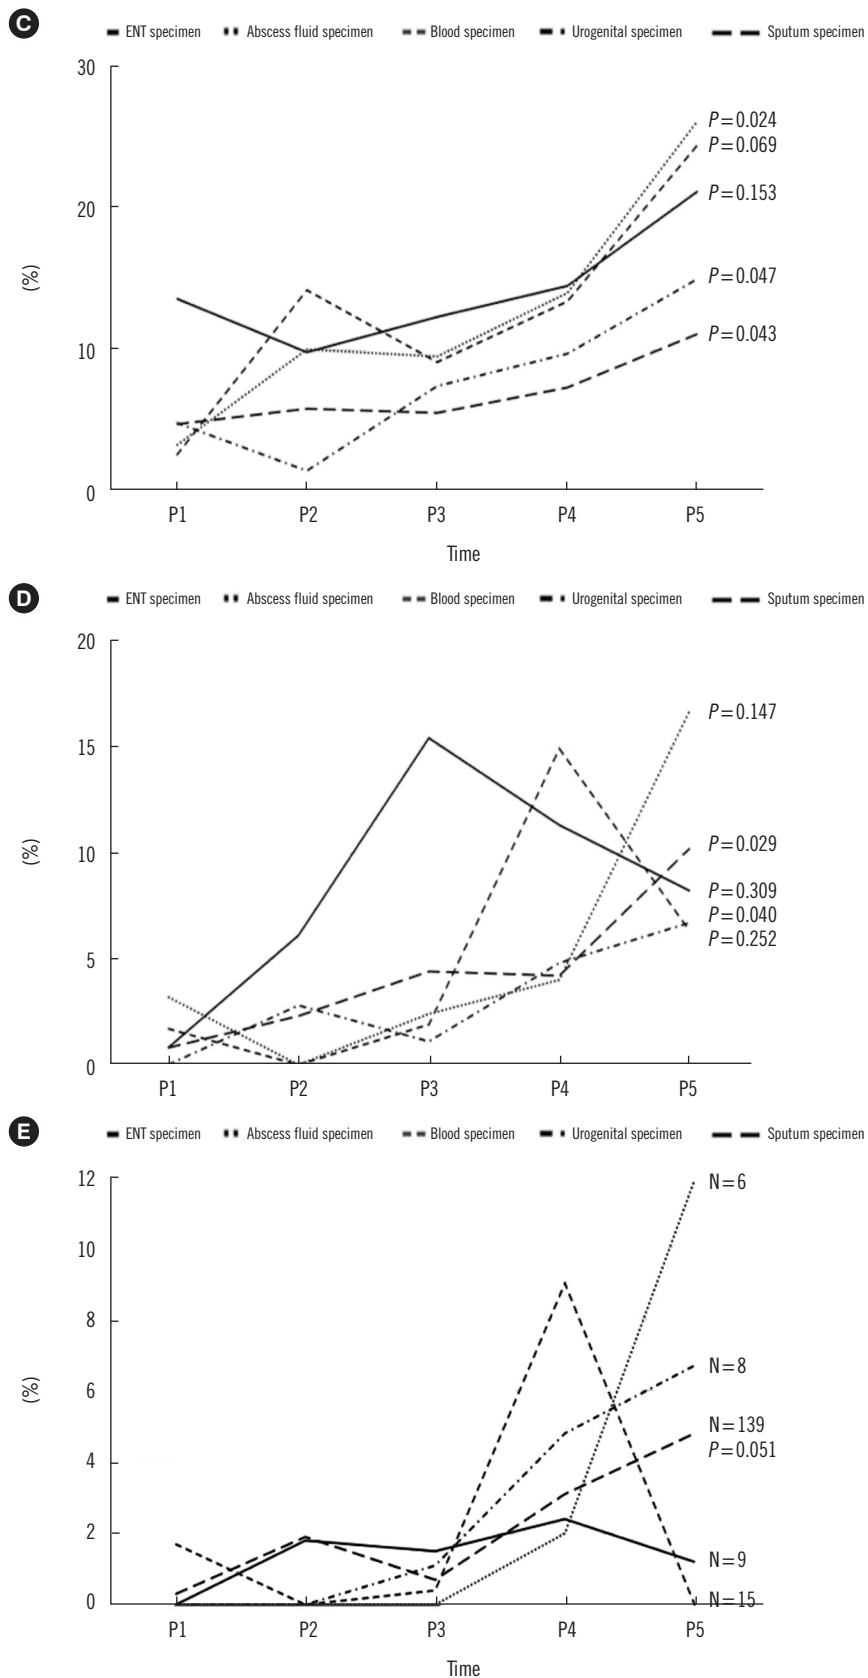 C
ENT specimen Abscess fluid specimen Blood specimen Urogenital specimen Sputum specimen
30
P=0.024
P=0.069
P=0.153
20
(%)
P=0.047
P=0.043
10
0
P1 P2 P3 P4 P5
Time
D
ENT specimen Abscess fluid specimen Blood specimen Urogenital specimen Sputum specimen
20
P=0.147
15
(%)
10
P=0.029
P=0.309
P=0.040
P=0.252
5
0
P1 P2 P3 P4 P5
E
ENT specimen Abscess fluid specimen Blood specimen Urogenital specimen Sputum specimen
12
N=6
10
8
N=8
(%)
6
N=139
P=0.051
4
2
N=9
N=15
0
P1 P2 P3 P4 P5
Time